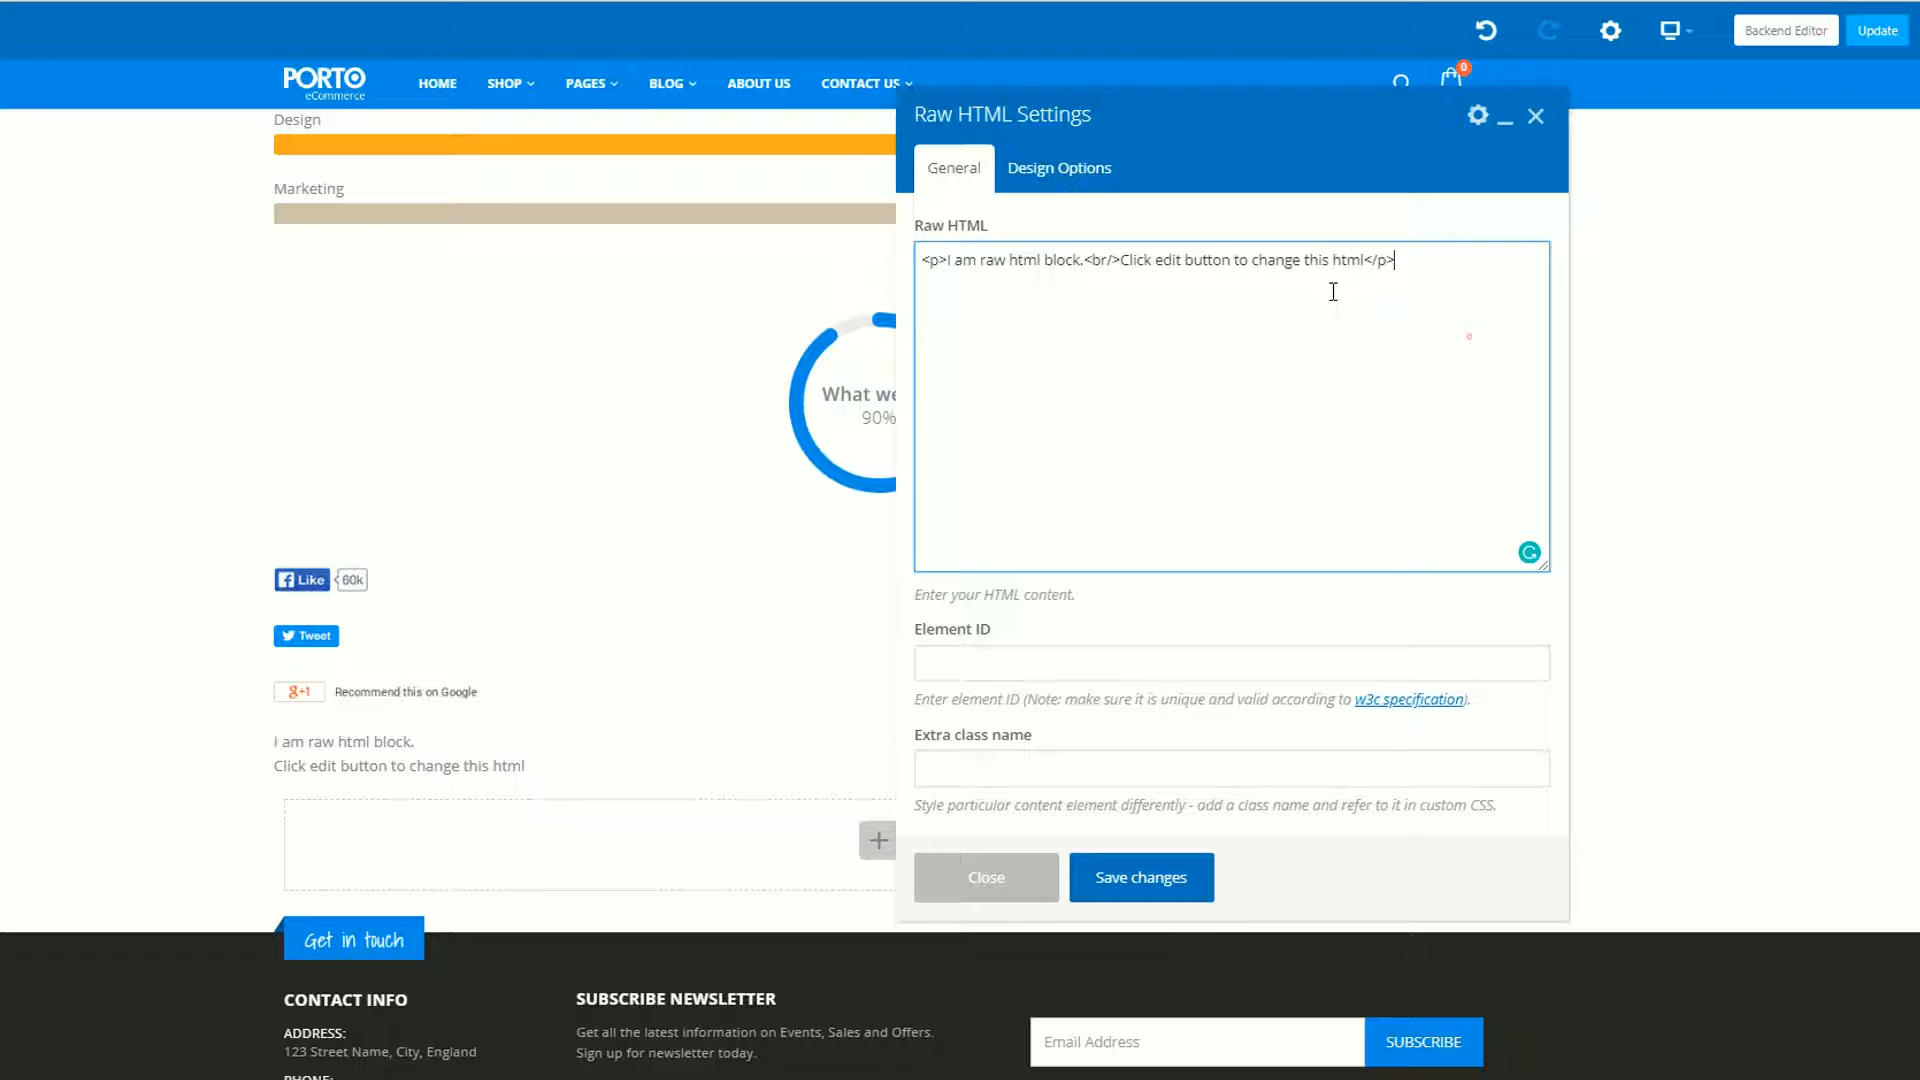 Backend Editor
Update
PORTO
eCommerce
HOME
SHOP
PAGES
BLOG
ABOUT US
CONTACT US
0
Design
Marketing
What we
90%
Raw HTML Settings
General
Design Options
Raw HTML
<p>I am raw html block.<br/>Click edit button to change this html</p>
Enter your HTML content.
Element ID
Enter element ID (Note: make sure it is unique and valid according to w3c specification).
Extra class name
Style particular content element differently - add a class name and refer to it in custom CSS.
Close
Save changes
Like
60k
Tweet
g+1
Recommend this on Google
I am raw html block.
Click edit button to change this html
Get in touch
CONTACT INFO
ADDRESS:
123 Street Name, City, England
PHONE:
SUBSCRIBE NEWSLETTER
Get all the latest information on Events, Sales and Offers.
Sign up for newsletter today.
Email Address
SUBSCRIBE